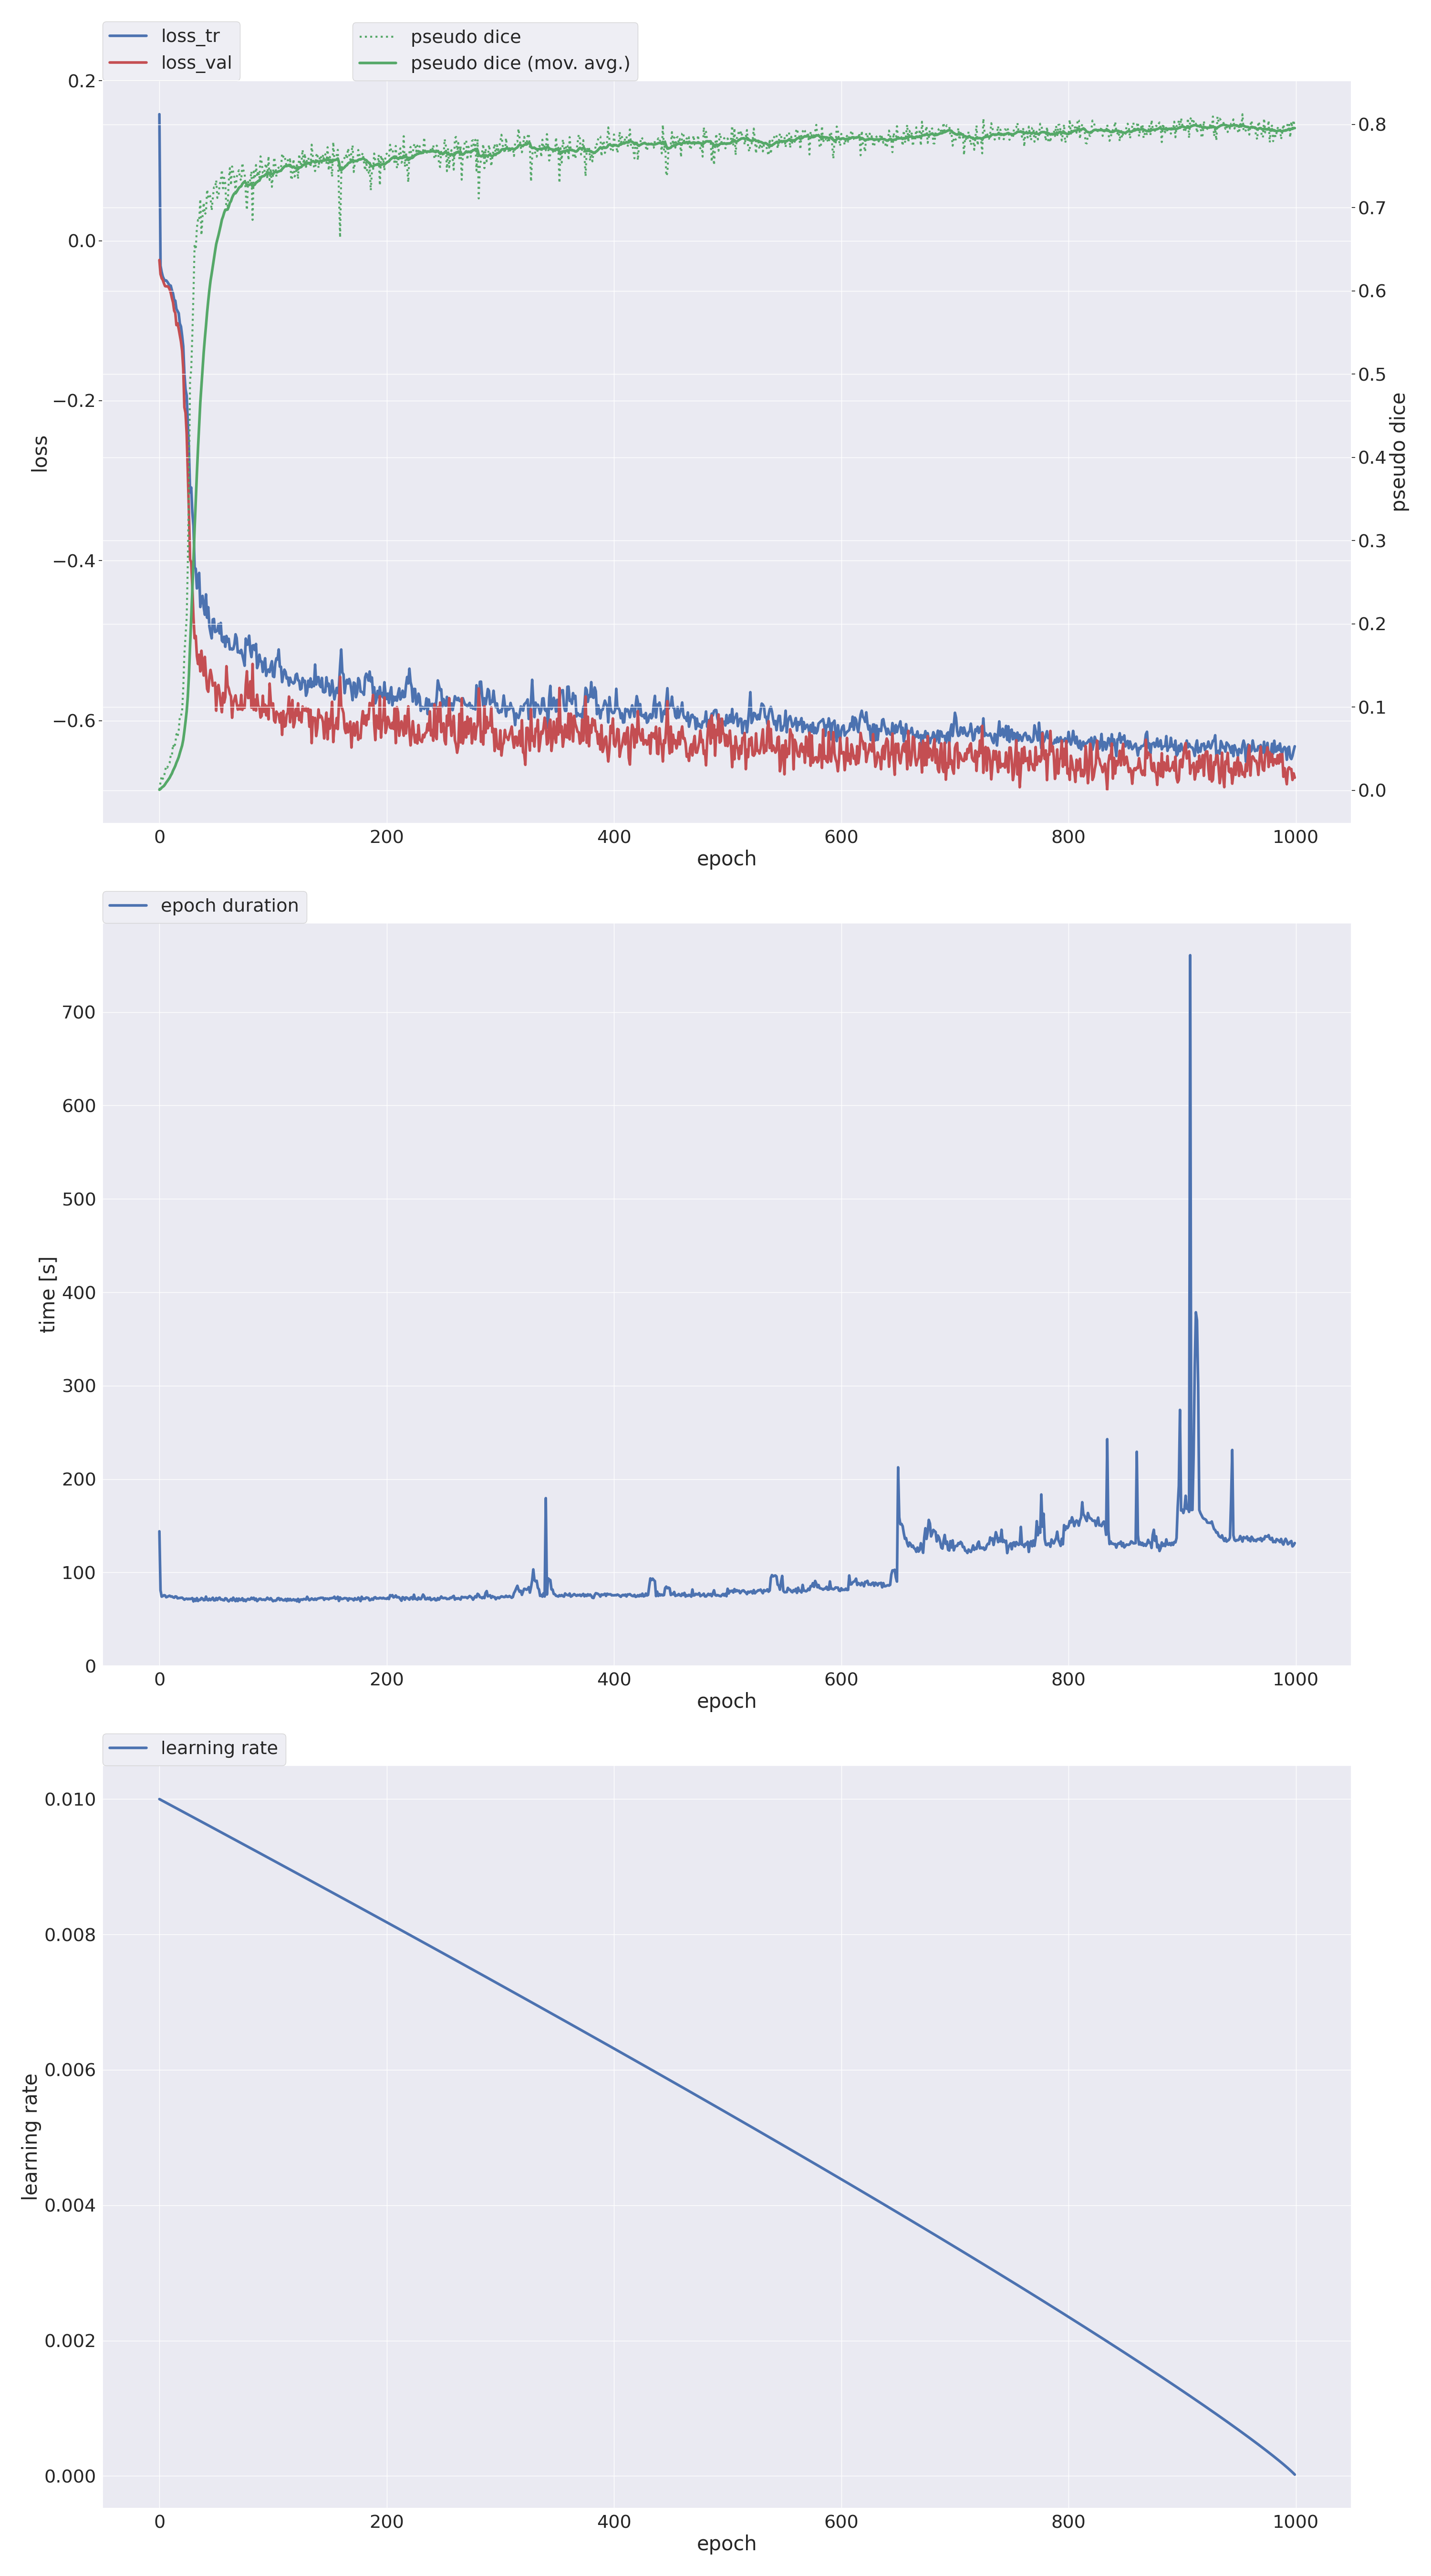 loss_tr
loss_val
pseudo dice
pseudo dice (mov. avg.)
0.2
0.0
−0.2
−0.4
−0.6
loss
0.8
0.7
0.6
0.5
0.4
0.3
0.2
0.1
0.0
pseudo dice
0 200 400 600 800 1000
epoch
epoch duration
700
600
500
400
300
200
100
0
time [s]
0 200 400 600 800 1000
epoch
learning rate
0.010
0.008
0.006
0.004
0.002
0.000
learning rate
0 200 400 600 800 1000
epoch